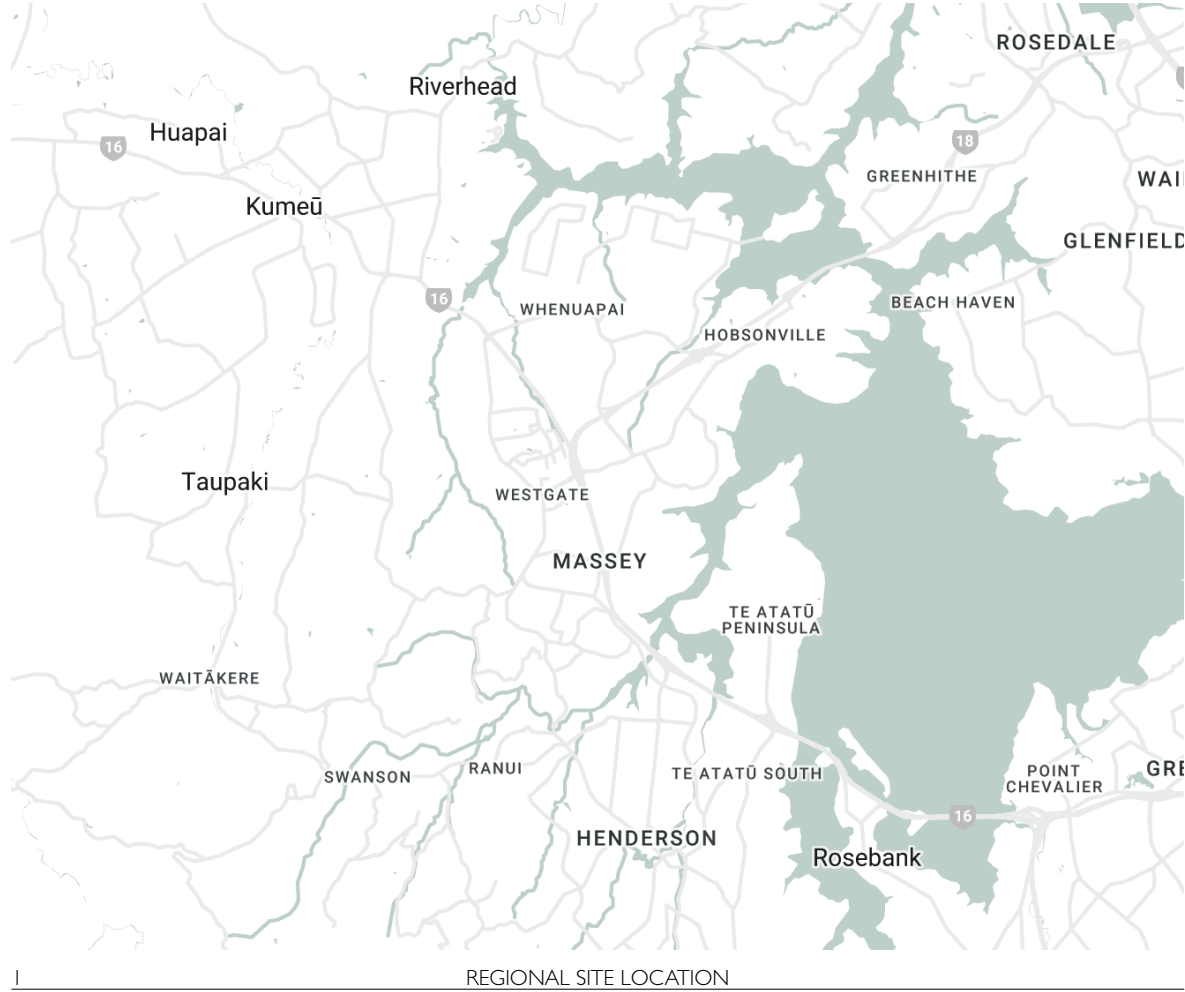 ROSEDALE
Riverhead
Huapai
16
18
GREENHITHE
WAI
Kumeū
GLENFIELD
16
WHENUAPAI
BEACH HAVEN
HOBSONVILLE
Taupaki
WESTGATE
MASSEY
TE ATATŪ
PENINSULA
WAITĀKERE
SWANSON
RANUI
TE ATATŪ SOUTH
POINT
CHEVALIER
GRE
HENDERSON
16
Rosebank
1
REGIONAL SITE LOCATION